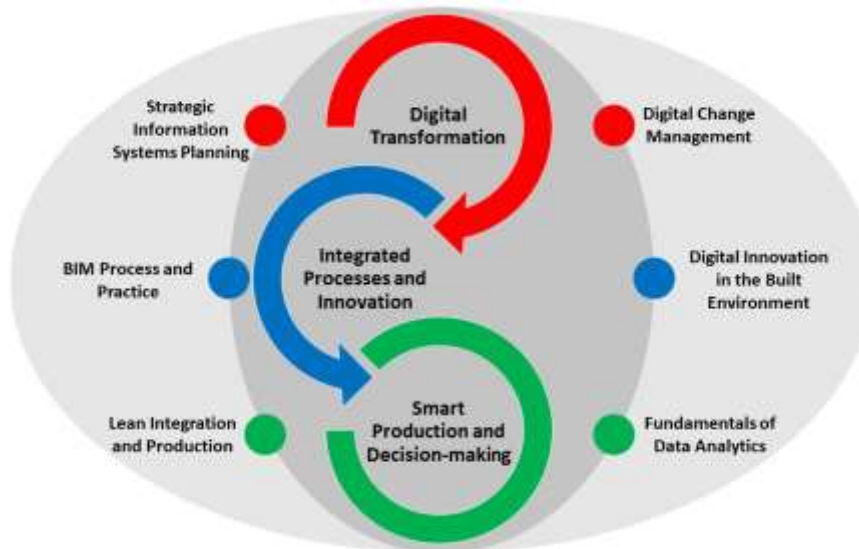 Strategic
Information
Systems Planning
Digital
Transformation
Digital Change
Management
BIM Process and
Practice
Integrated
Processes and
Innovation
Digital Innovation
in the Built
Environment
Lean Integration
and Production
Smart
Production and
Decision-making
Fundamentals of
Data Analytics